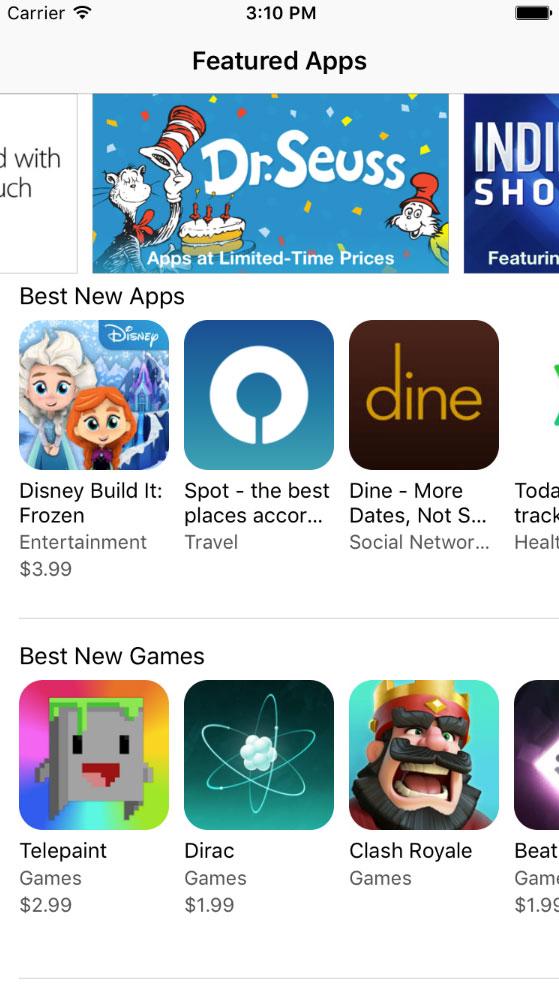 Carrier 3:10 PM
Featured Apps
d with
uch
Dr. Seuss
Apps at Limited-Time Prices
INDI
SHO
Featurin
Best New Apps
Disney
dine
Disney Build It:
Frozen
Entertainment
$3.99
Spot - the best
places accor...
Travel
Dine - More
Dates, Not S...
Social Networ...
Toda
track
Healt
Best New Games
Telepaint
Games
$2.99
Dirac
Games
$1.99
Clash Royale
Games
Beat
Game
$1.99